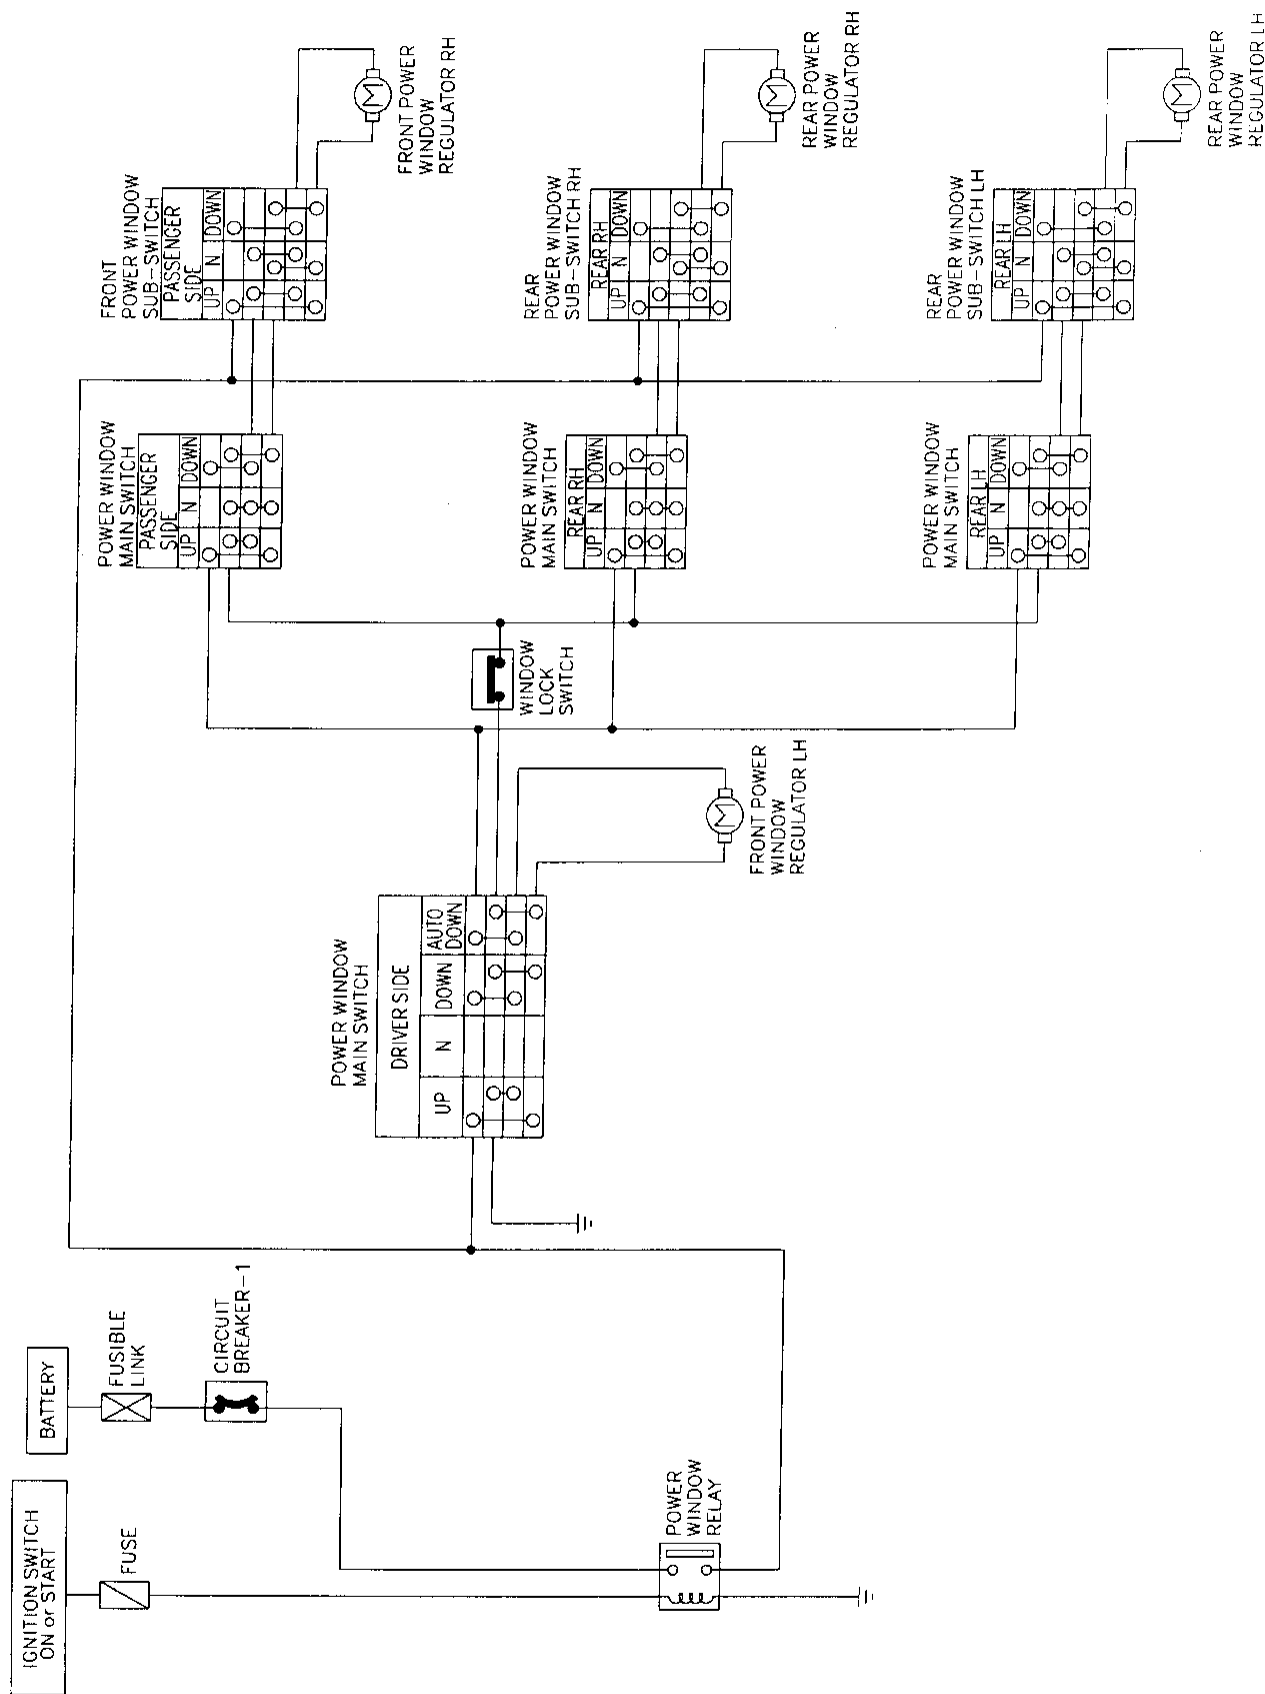 IGNITION SWITCH
ON or START
BATTERY
FUSE
FUSIBLE
LINK
CIRCUIT
BREAKER-1
POWER
WINDOW
RELAY
POWER WINDOW
MAIN SWITCH
DRIVER SIDE
UP
N
DOWN
AUTO
DOWN
FRONT POWER
WINDOW
REGULATOR LH
M
WINDOW
LOCK
SWITCH
POWER WINDOW
MAIN SWITCH
PASSENGER
SIDE
UP
N
DOWN
POWER WINDOW
MAIN SWITCH
REAR RH
UP
N
DOWN
POWER WINDOW
MAIN SWITCH
REAR LH
UP
N
DOWN
FRONT
POWER WINDOW
SUB-SWITCH
PASSENGER
SIDE
UP
N
DOWN
REAR
POWER WINDOW
SUB-SWITCH RH
REAR RH
UP
N
DOWN
REAR
POWER WINDOW
SUB-SWITCH LH
REAR LH
UP
N
DOWN
M
FRONT POWER
WINDOW
REGULATOR RH
M
REAR POWER
WINDOW
REGULATOR RH
M
REAR POWER
WINDOW
REGULATOR LH